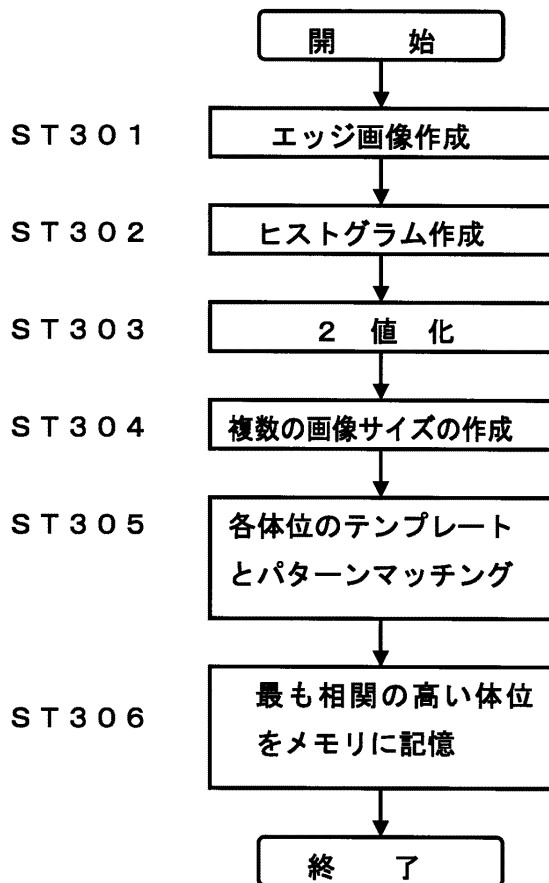 開 始
ST301 エッジ画像作成
ST302 ヒストグラム作成
ST303 2 値 化
ST304 複数の画像サイズの作成
ST305 各体位のテンプレート
とパターンマッチング
ST306 最も相関の高い体位
をメモリに記憶
終 了